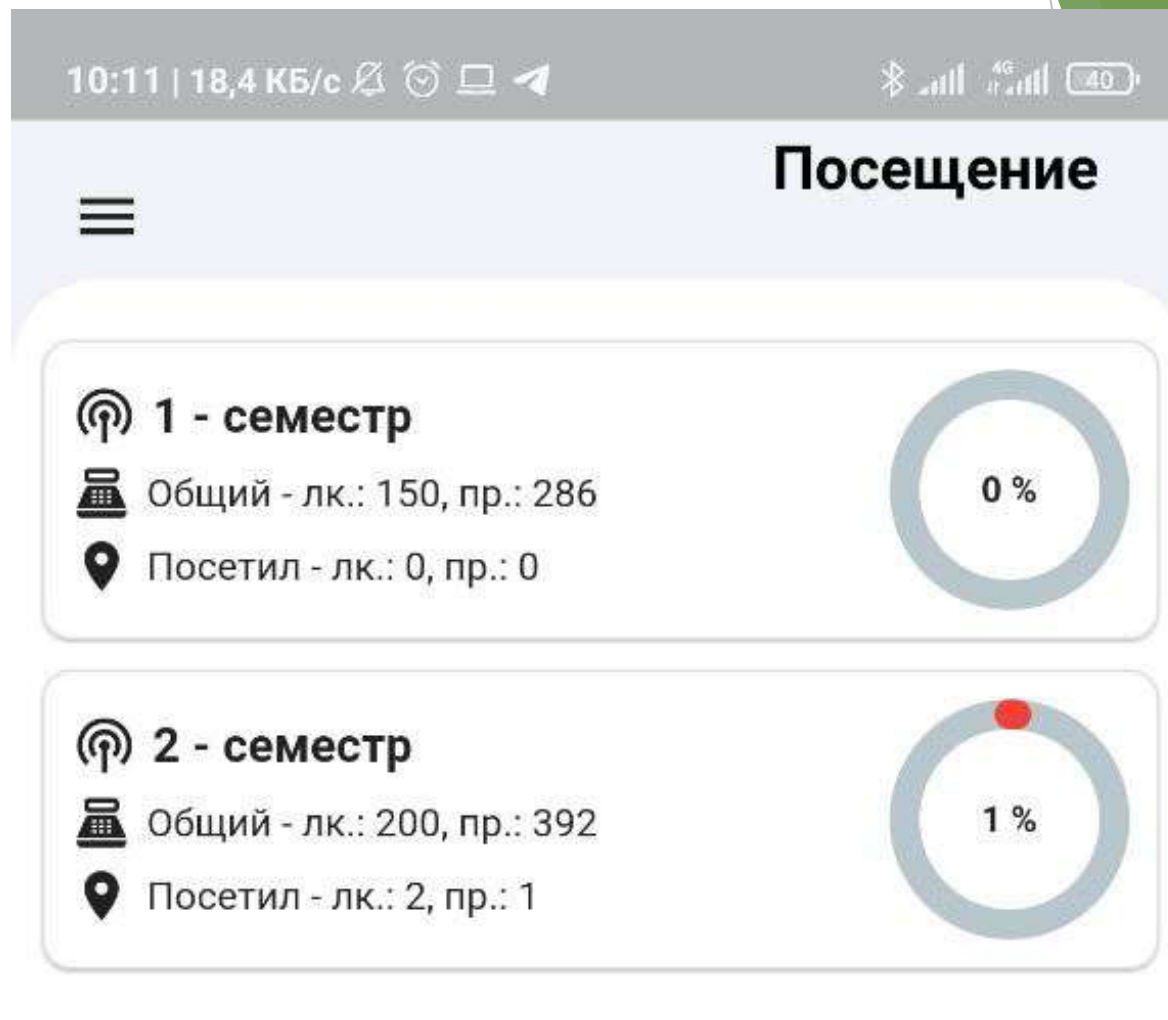 10:11 | 18,4 КБ/с
4G
40
Посещение
1 - семестр
Общий - лк.: 150, пр.: 286
Посетил - лк.: 0, пр.: 0
0 %
2 - семестр
Общий - лк.: 200, пр.: 392
Посетил - лк.: 2, пр.: 1
1 %